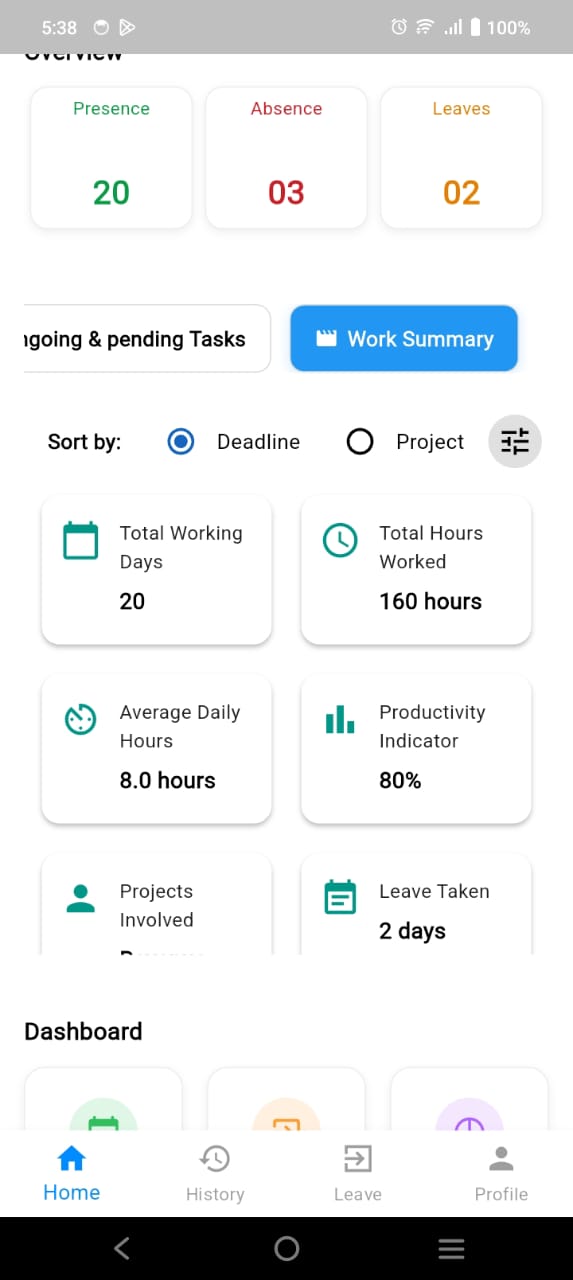 5:38 100%
Overview
Presence Absence Leaves
20 03 02
ngoing & pending Tasks Work Summary
Sort by: Deadline Project
Total Working
Days
20
Total Hours
Worked
160 hours
Average Daily
Hours
8.0 hours
Productivity
Indicator
80%
Projects
Involved
Leave Taken
2 days
Dashboard
Home History Leave Profile